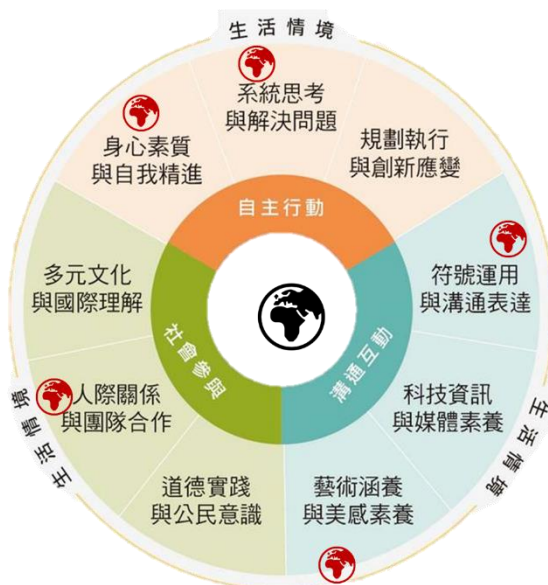 生活情境
系統思考
與解決問題
身心素質
與自我精進
規劃執行
與創新應變
自主行動
多元文化
與國際理解
符號運用
與溝通表達
社會參與
溝通互動
人際關係
與團隊合作
科技資訊
與媒體素養
生活情境
生活情境
道德實踐
與公民意識
藝術涵養
與美感素養